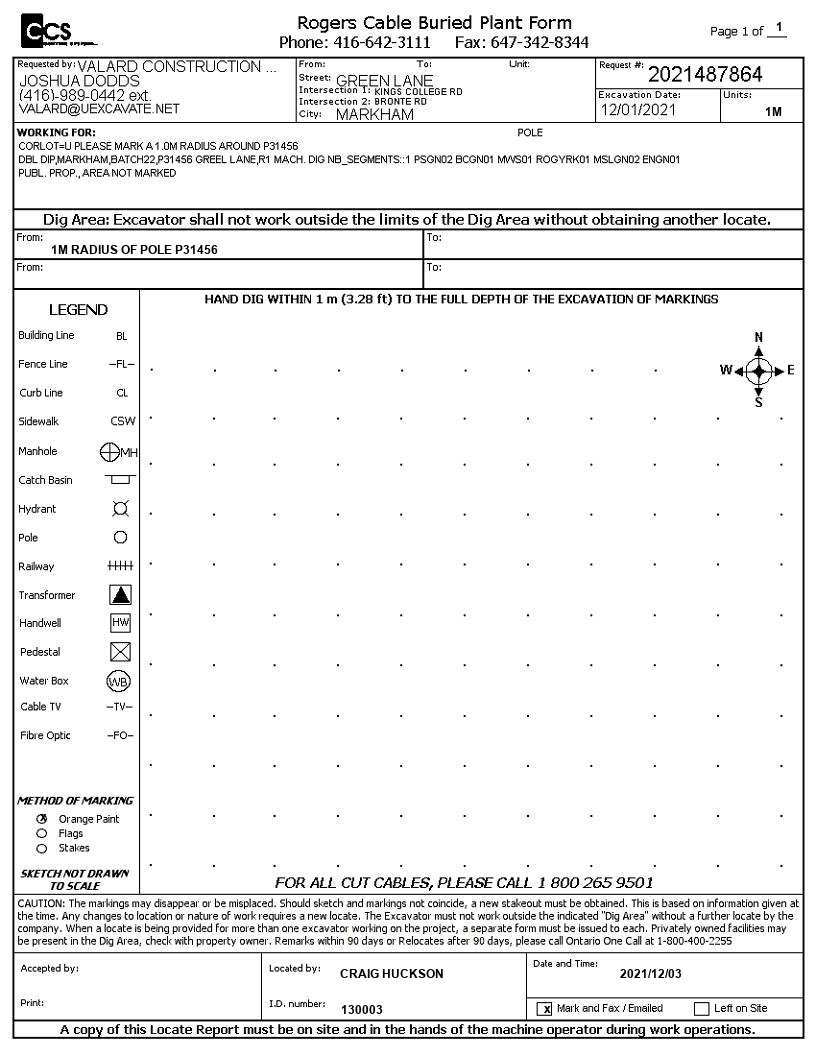 CCS
Rogers Cable Buried Plant Form
Phone: 416-642-3111 Fax: 647-342-8344
Page 1 of 1
Requested by: VALARD CONSTRUCTION ...
JOSHUA DODDS
(416)-989-0442 ext.
VALARD@UEXCAVATE.NET
From: To: Unit:
Street: GREEN LANE
Intersection 1: KINGS COLLEGE RD
Intersection 2: BRONTE RD
City: MARKHAM
Request #: 2021487864
Excavation Date: 12/01/2021
Units: 1M
WORKING FOR: POLE
CORLOT=U PLEASE MARK A 1.0M RADIUS AROUND P31456
DBL DIP,MARKHAM,BATCH22,P31456 GREEL LANE,R1 MACH. DIG NB_SEGMENTS::1 PSGN02 BCGN01 MWS01 ROGYRK01 MSLGN02 ENGN01
PUBL. PROP., AREA NOT MARKED
Dig Area: Excavator shall not work outside the limits of the Dig Area without obtaining another locate.
From: 1M RADIUS OF POLE P31456 To:
From: To:
HAND DIG WITHIN 1 m (3.28 ft) TO THE FULL DEPTH OF THE EXCAVATION OF MARKINGS
N
W E
S
LEGEND
Building Line BL
Fence Line –FL–
Curb Line CL
Sidewalk CSW
Manhole MH
Catch Basin
Hydrant
Pole
Railway
Transformer
Handwell HW
Pedestal
Water Box WB
Cable TV –TV–
Fibre Optic –FO–
METHOD OF MARKING
X Orange Paint
Flags
Stakes
SKETCH NOT DRAWN
TO SCALE
FOR ALL CUT CABLES, PLEASE CALL 1 800 265 9501
CAUTION: The markings may disappear or be misplaced. Should sketch and markings not coincide, a new stakeout must be obtained. This is based on information given at
the time. Any changes to location or nature of work requires a new locate. The Excavator must not work outside the indicated "Dig Area" without a further locate by the
company. When a locate is being provided for more than one excavator working on the project, a separate form must be issued to each. Privately owned facilities may
be present in the Dig Area, check with property owner. Remarks within 90 days or Relocates after 90 days, please call Ontario One Call at 1-800-400-2255
Accepted by:
Print:
Located by: CRAIG HUCKSON
I.D. number: 130003
Date and Time:
2021/12/03
X Mark and Fax / Emailed Left on Site
A copy of this Locate Report must be on site and in the hands of the machine operator during work operations.